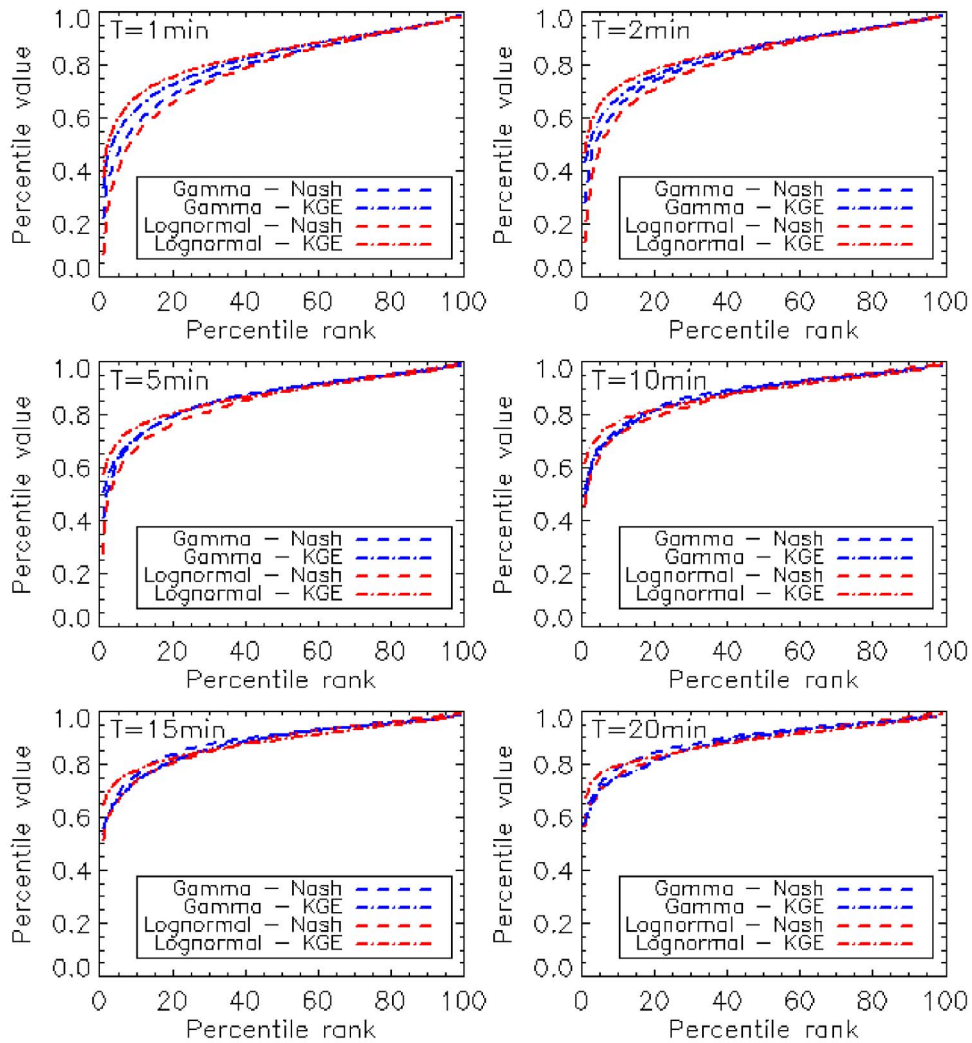 T=1min
Percentile value
1.0
0.8
0.6
0.4
0.2
0.0
Gamma – Nash
Gamma – KGE
Lognormal – Nash
Lognormal – KGE
0 20 40 60 80 100
Percentile rank
T=2min
Percentile value
1.0
0.8
0.6
0.4
0.2
0.0
Gamma – Nash
Gamma – KGE
Lognormal – Nash
Lognormal – KGE
0 20 40 60 80 100
Percentile rank
T=5min
Percentile value
1.0
0.8
0.6
0.4
0.2
0.0
Gamma – Nash
Gamma – KGE
Lognormal – Nash
Lognormal – KGE
0 20 40 60 80 100
Percentile rank
T=10min
Percentile value
1.0
0.8
0.6
0.4
0.2
0.0
Gamma – Nash
Gamma – KGE
Lognormal – Nash
Lognormal – KGE
0 20 40 60 80 100
Percentile rank
T=15min
Percentile value
1.0
0.8
0.6
0.4
0.2
0.0
Gamma – Nash
Gamma – KGE
Lognormal – Nash
Lognormal – KGE
0 20 40 60 80 100
Percentile rank
T=20min
Percentile value
1.0
0.8
0.6
0.4
0.2
0.0
Gamma – Nash
Gamma – KGE
Lognormal – Nash
Lognormal – KGE
0 20 40 60 80 100
Percentile rank